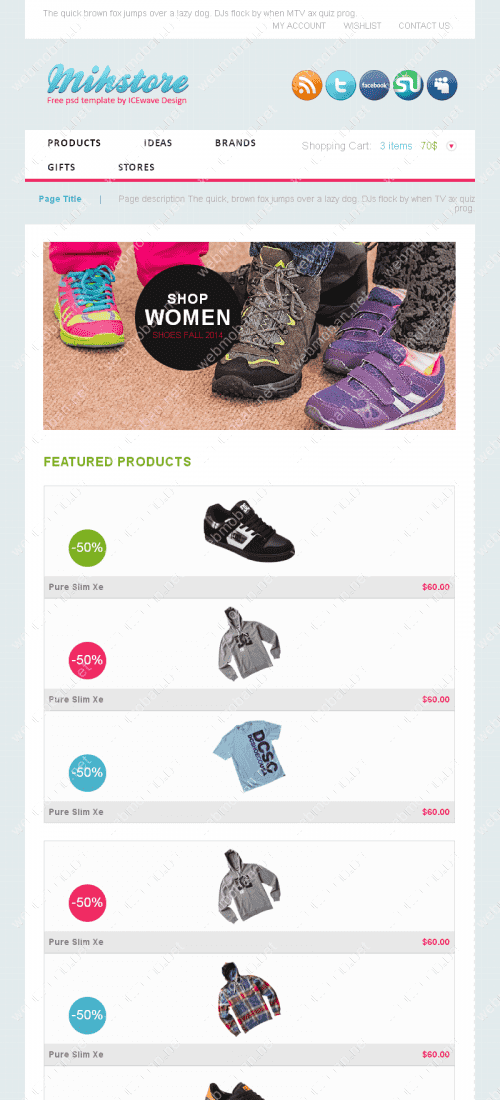 The quick brown fox jumps over a lazy dog. DJs flock by when MTV ax quiz prog.
MY ACCOUNT WISHLIST CONTACT US
Mihstore
Free psd template by ICEwave Design
facebook
PRODUCTS IDEAS BRANDS
Shopping Cart: 3 items 70$
GIFTS STORES
Page Title | Page description The quick, brown fox jumps over a lazy dog. DJs flock by when TV ax quiz
prog.
SHOP
WOMEN
SHOES FALL 2014
FEATURED PRODUCTS
-50%
Pure Slim Xe $60.00
-50%
Pure Slim Xe $60.00
DCSC
-50%
Pure Slim Xe $60.00
-50%
Pure Slim Xe $60.00
-50%
Pure Slim Xe $60.00